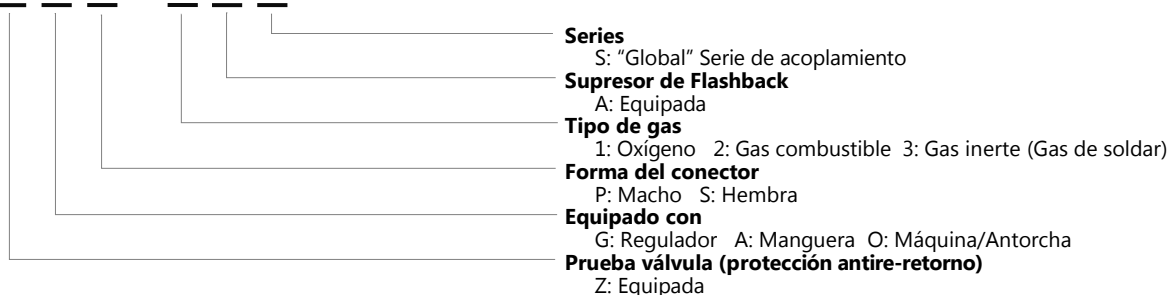 Series
S: “Global” Serie de acoplamiento
Supresor de Flashback
A: Equipada
Tipo de gas
1: Oxígeno 2: Gas combustible 3: Gas inerte (Gas de soldar)
Forma del conector
P: Macho S: Hembra
Equipado con
G: Regulador A: Manguera O: Máquina/Antorcha
Prueba válvula (protección antire-retorno)
Z: Equipada